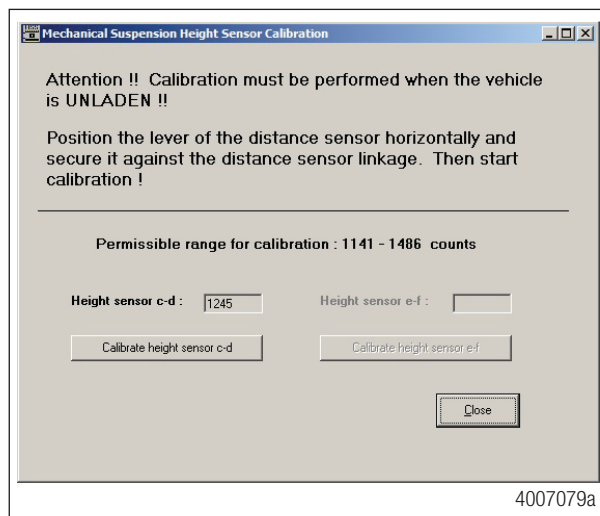 Mechanical Suspension Height Sensor Calibration
Attention !! Calibration must be performed when the vehicle
is UNLADEN !!
Position the lever of the distance sensor horizontally and
secure it against the distance sensor linkage. Then start
calibration !
Permissible range for calibration : 1141 - 1486 counts
Height sensor c-d : 1245 Height sensor e-f :
Calibrate height sensor c-d Calibrate height sensor e-f
Close
4007079a